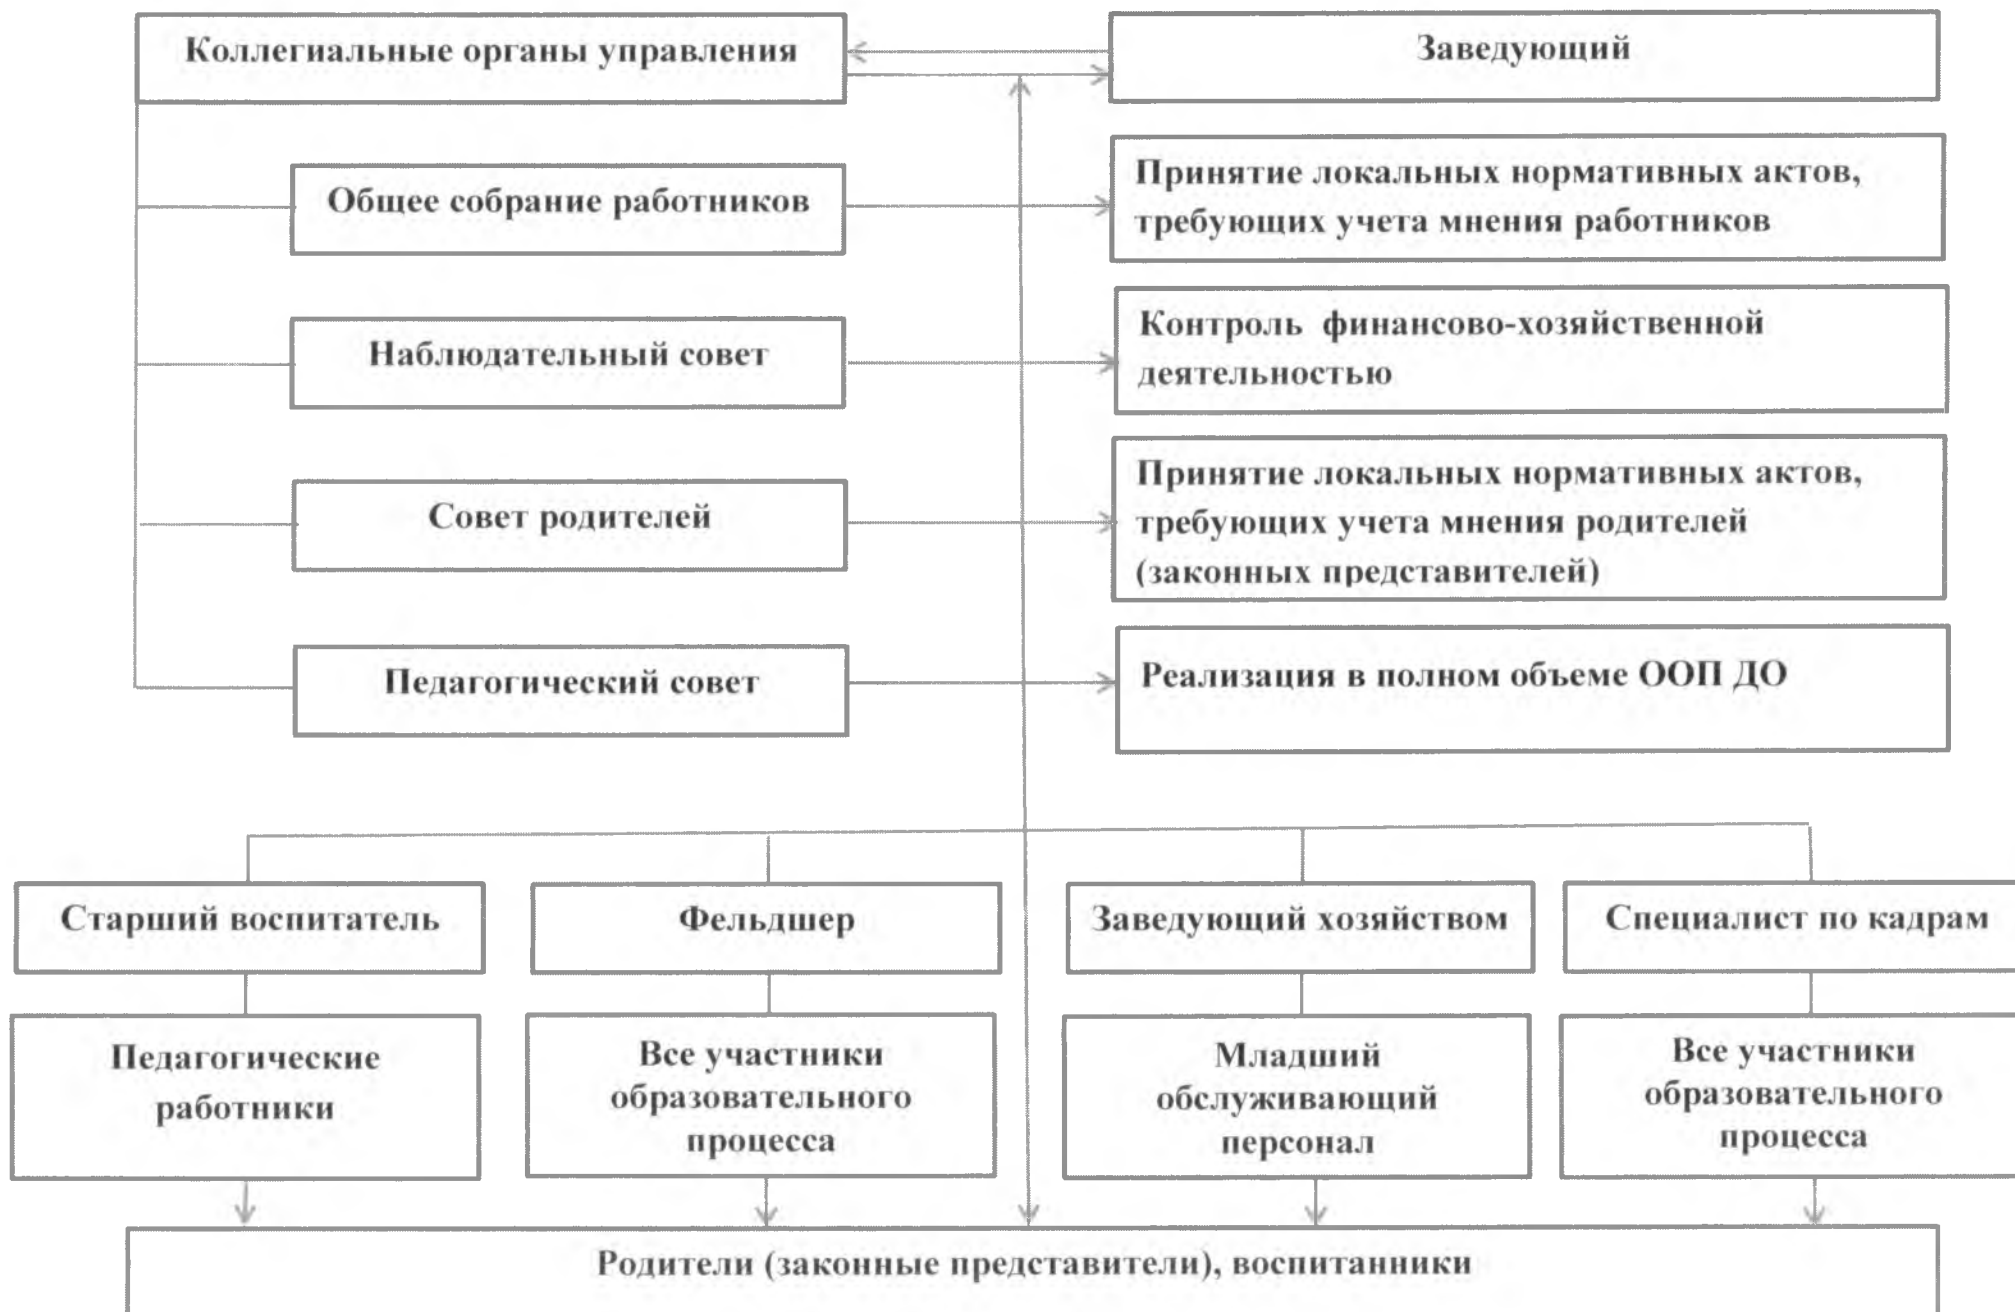 Коллегиальные органы управления
Заведующий
Общее собрание работников
Принятие локальных нормативных актов,
требующих учета мнения работников
Наблюдательный совет
Контроль финансово-хозяйственной
деятельностью
Совет родителей
Принятие локальных нормативных актов,
требующих учета мнения родителей
(законных представителей)
Педагогический совет
Реализация в полном объеме ООП ДО
Старший воспитатель
Фельдшер
Заведующий хозяйством
Специалист по кадрам
Педагогические
работники
Все участники
образовательного
процесса
Младший
обслуживающий
персонал
Все участники
образовательного
процесса
Родители (законные представители), воспитанники